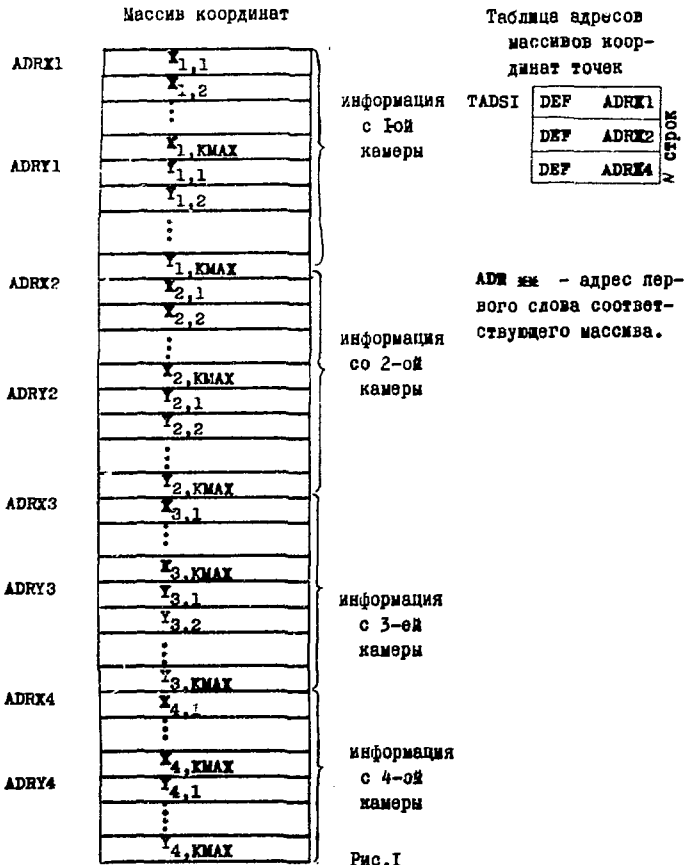 Массив координат
ADRX1
X1,1
X1,2
X1,KMAX
ADRY1
Y1,1
Y1,2
Y1,KMAX
информация
с Iой
камеры
ADRX2
X2,1
X2,2
X2,KMAX
ADRY2
Y2,1
Y2,2
Y2,KMAX
информация
со 2-ой
камеры
ADRX3
X3,1
X3,KMAX
ADRY3
Y3,1
Y3,2
Y3,KMAX
информация
с 3-ей
камеры
ADRX4
X4,1
X4,KMAX
ADRY4
Y4,1
Y4,KMAX
информация
с 4-ой
камеры
Таблица адресов
массивов коор-
динат точек
TADSI DEF ADRX1
DEF ADRX2
DEF ADRX4
N строк
ADR жж - адрес пер-
вого слова соответ-
ствующего массива.
Рис.I